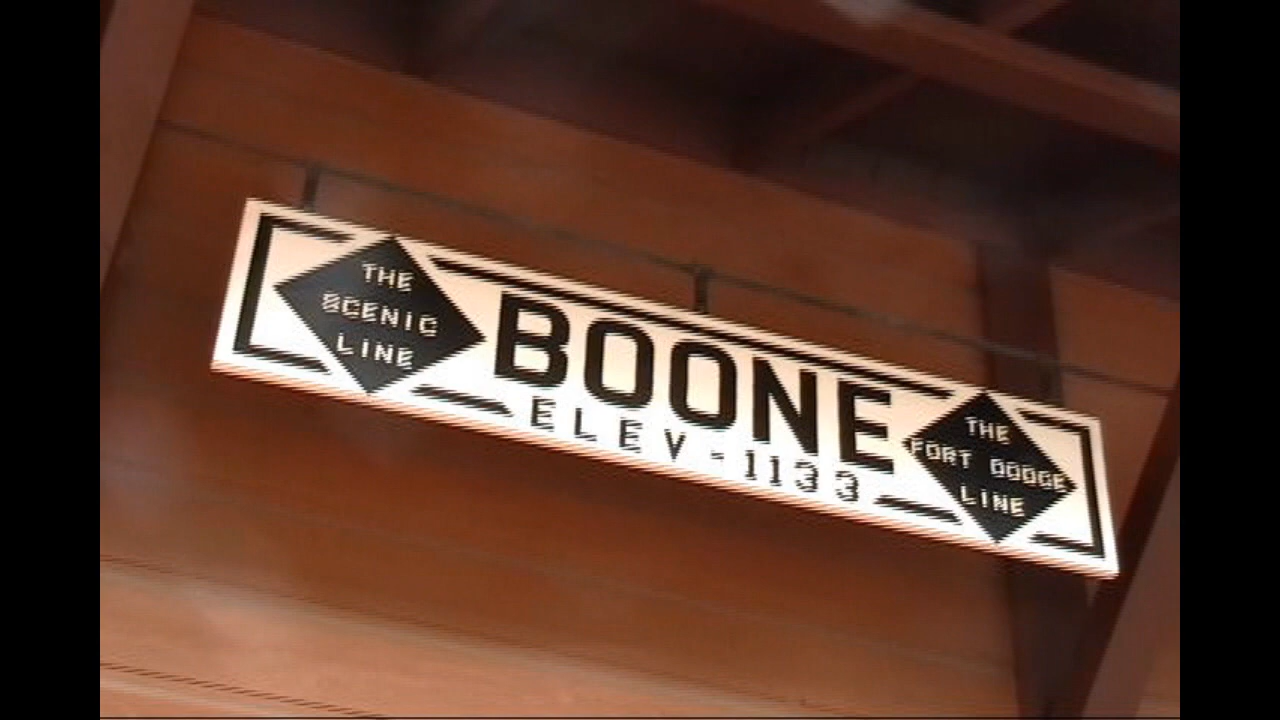 THE
SCENIC
LINE
BOONE
ELEV-1133
THE
FORT DODGE
LINE